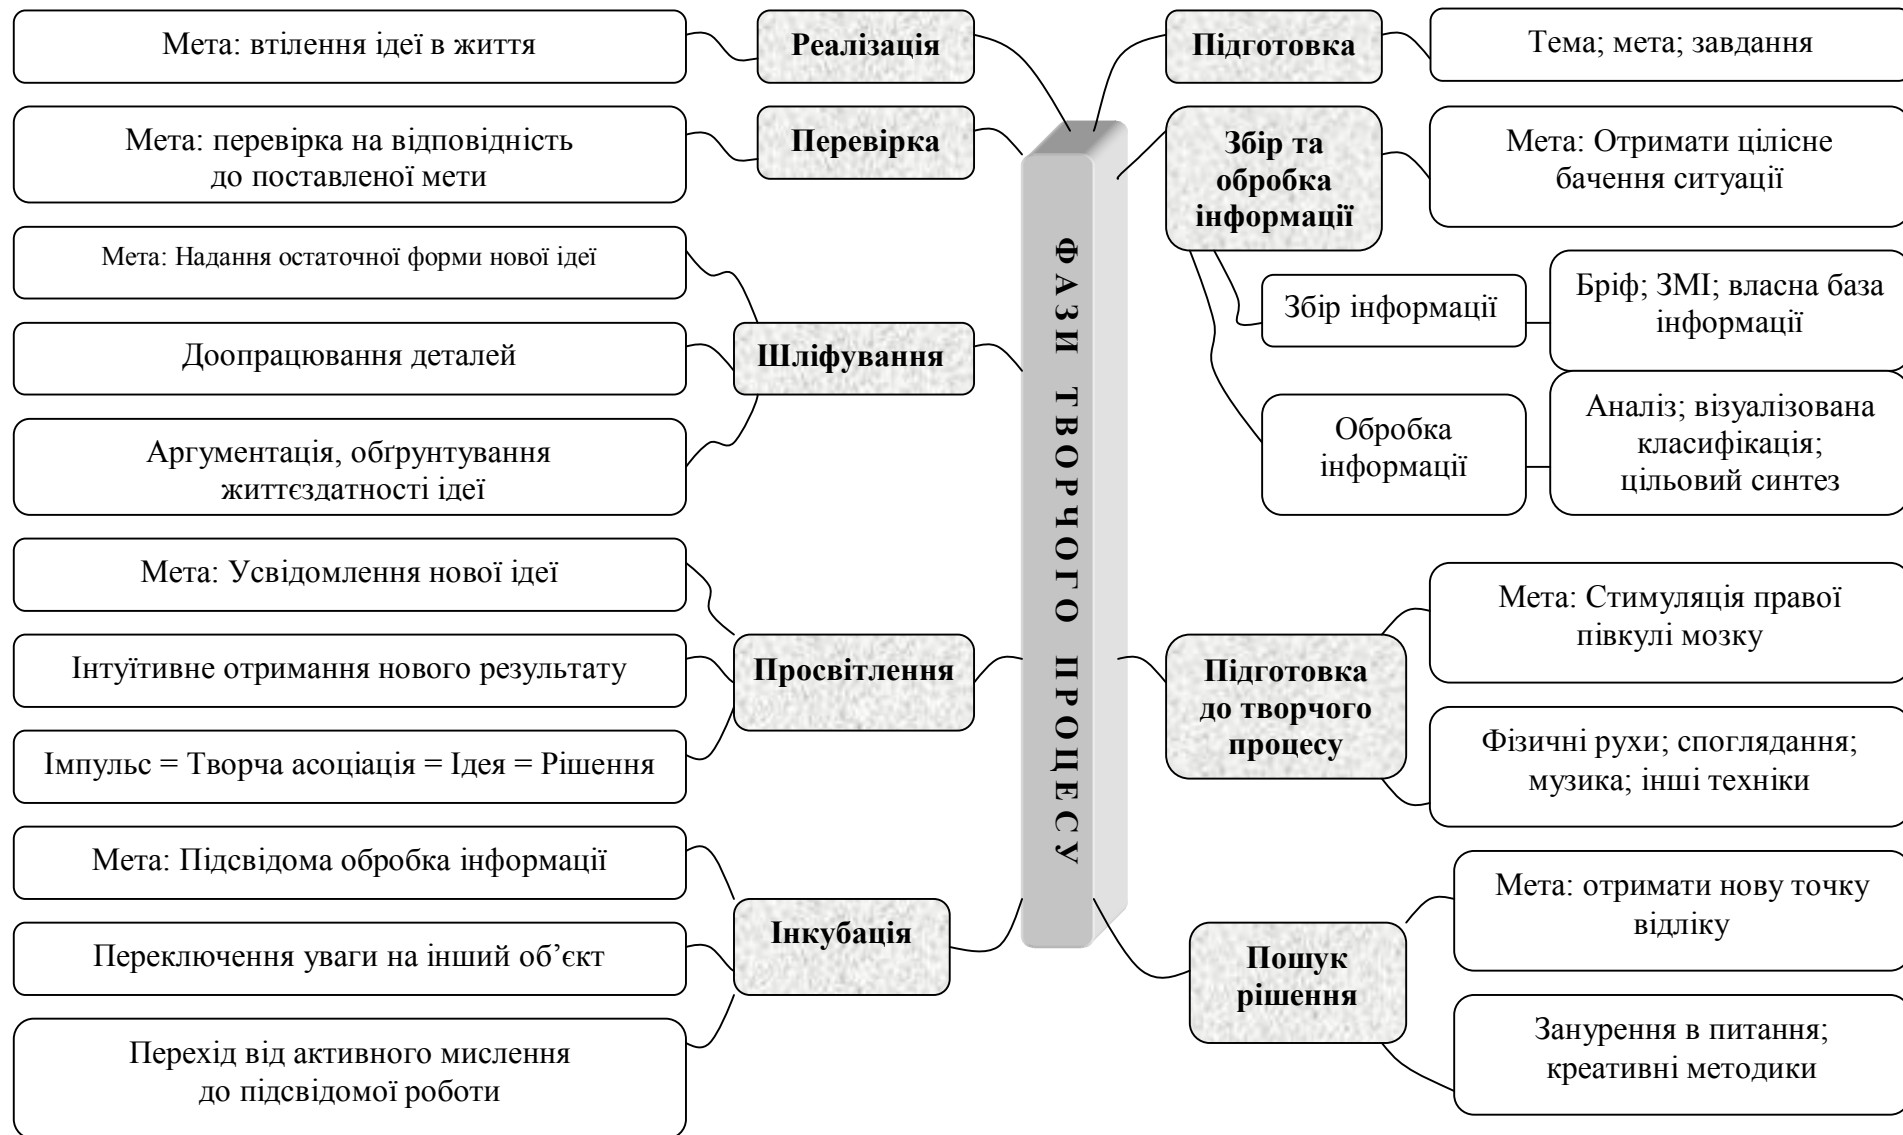 Мета: втілення ідеї в життя
Реалізація
Мета: перевірка на відповідність
до поставленої мети
Перевірка
Мета: Надання остаточної форми нової ідеї
Доопрацювання деталей
Аргументація, обґрунтування
життєздатності ідеї
Шліфування
Мета: Усвідомлення нової ідеї
Інтуїтивне отримання нового результату
Імпульс = Творча асоціація = Ідея = Рішення
Просвітлення
Мета: Підсвідома обробка інформації
Переключення уваги на інший об’єкт
Перехід від активного мислення
до підсвідомої роботи
Інкубація
ФАЗИ ТВОРЧОГО ПРОЦЕСУ
Підготовка
Тема; мета; завдання
Збір та
обробка
інформації
Мета: Отримати цілісне
бачення ситуації
Збір інформації
Бріф; ЗМІ; власна база
інформації
Обробка
інформації
Аналіз; візуалізована
класифікація;
цільовий синтез
Підготовка
до творчого
процесу
Мета: Стимуляція правої
півкулі мозку
Фізичні рухи; споглядання;
музика; інші техніки
Пошук
рішення
Мета: отримати нову точку
відліку
Занурення в питання;
креативні методики